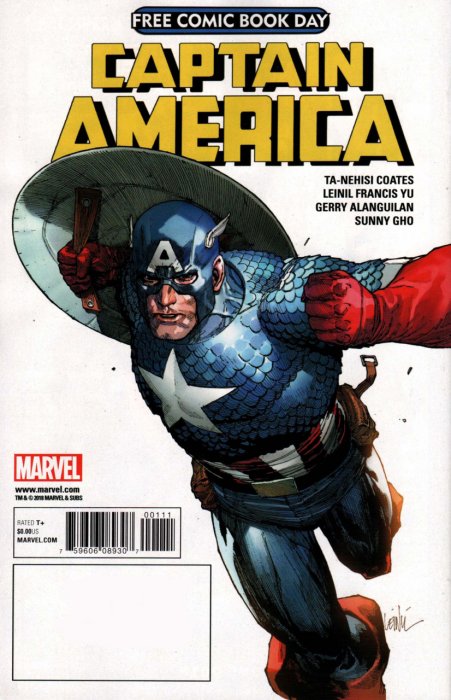 FREE COMIC BOOK DAY
CAPTAIN
AMERICA
TA-NEHISI COATES
LEINIL FRANCIS YU
GERRY ALANGUILAN
SUNNY GHO
A
MARVEL
www.marvel.com
TM & © 2018 MARVEL & SUBS
RATED T+
$0.00US
MARVEL.COM
00111
7 59606 08930 7